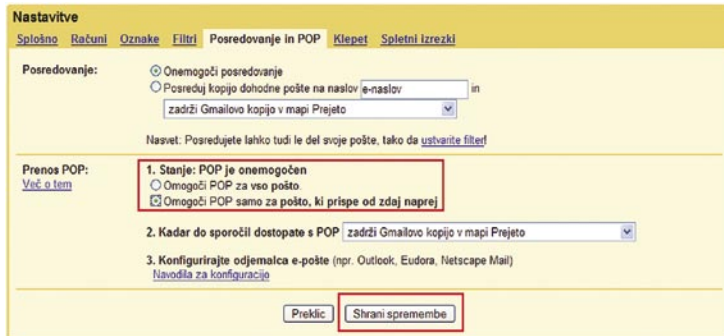 Nastavitve
Splošno Računi Oznake Filtri Posredovanje in POP Klepet Spletni izrezki
Posredovanje: Onemogoči posredovanje
Posreduj kopijo dohodne pošte na naslov e-naslov in
zadrži Gmailovo kopijo v mapi Prejeto
Nasvet: Posredujete lahko tudi le del svoje pošte, tako da ustvarite filter!
Prenos POP: 1. Stanje: POP je onemogočen
Več o tem Omogoči POP za vso pošto
Omogoči POP samo za pošto, ki prispe od zdaj naprej
2. Kadar do sporočil dostopate s POP zadrži Gmailovo kopijo v mapi Prejeto
3. Konfigurirajte odjemalca e-pošte (npr. Outlook, Eudora, Netscape Mail)
Navodila za konfiguracijo
Preklic Shrani spremembe